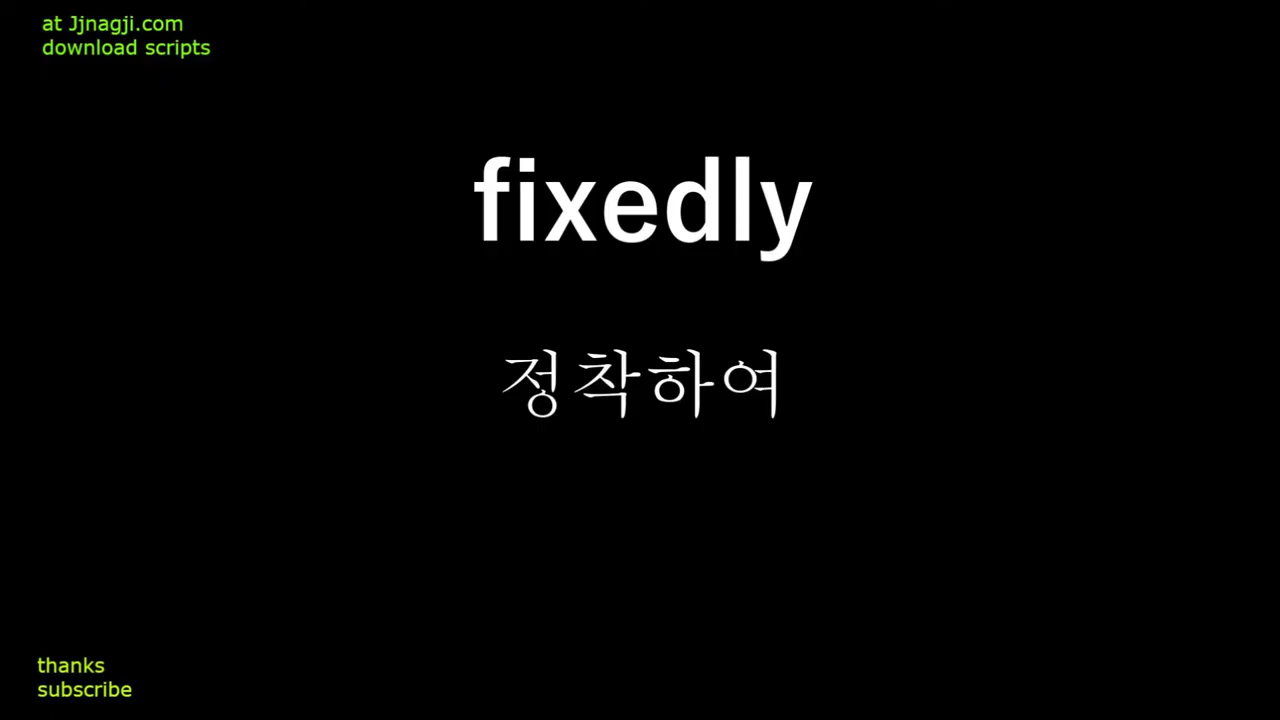 at Jjnagji.com
download scripts
fixedly
정착하여
thanks
subscribe